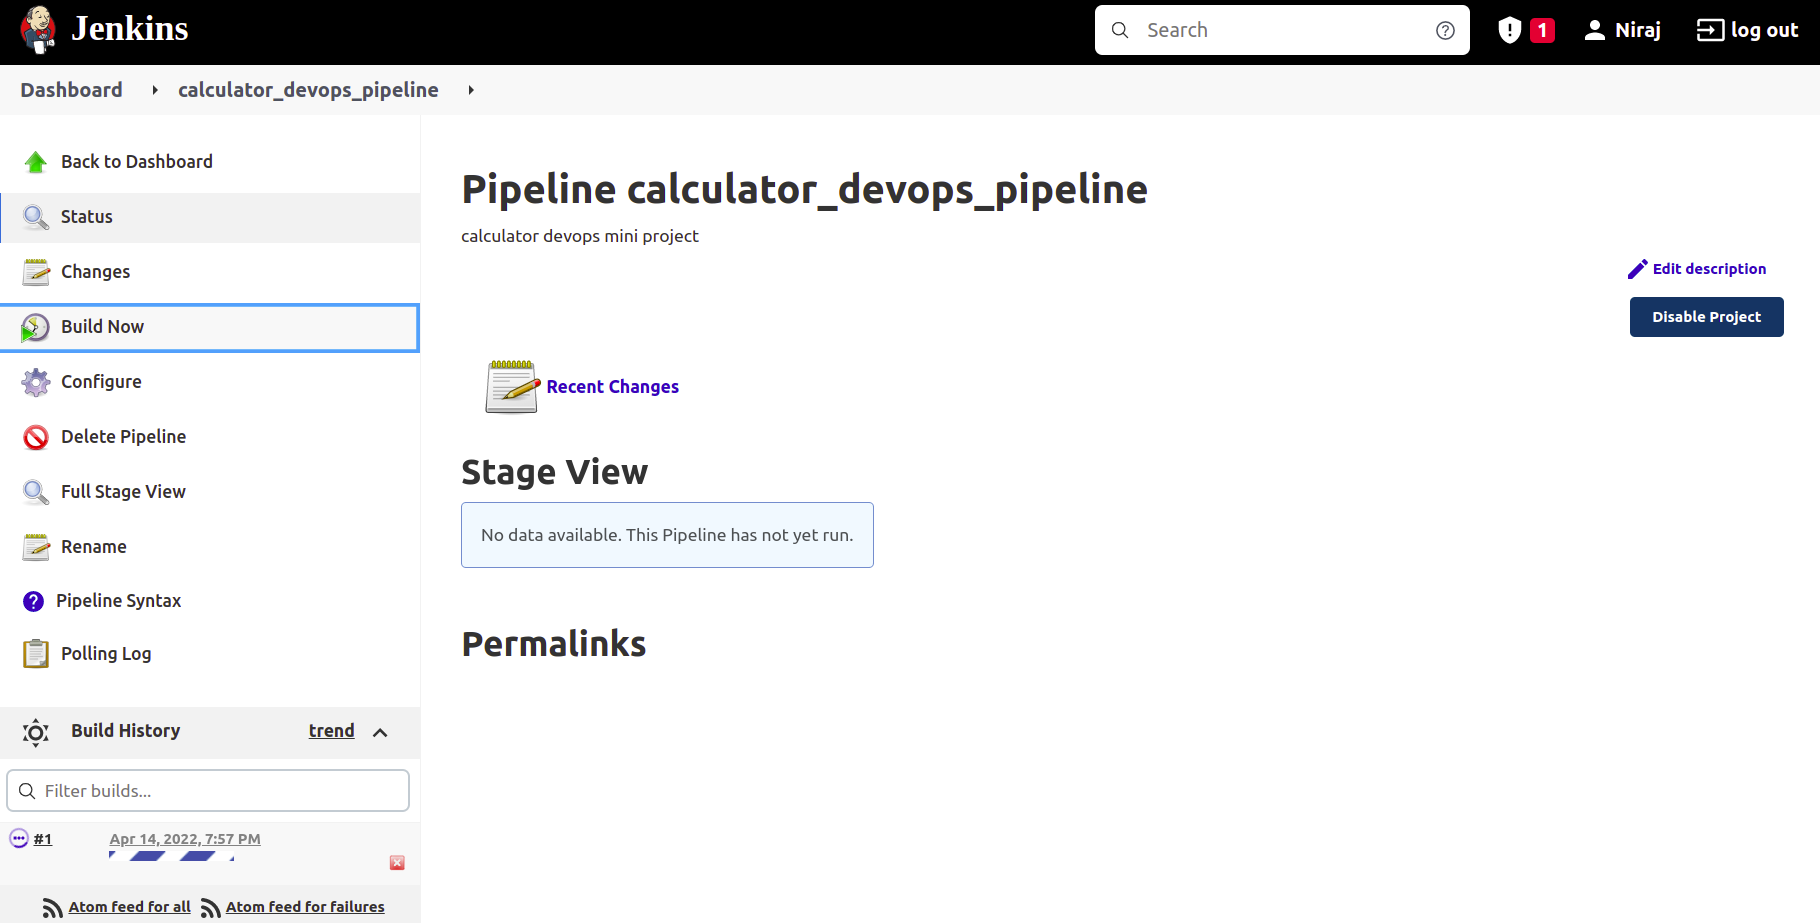 Jenkins
Search
1
Niraj
log out
Dashboard
calculator_devops_pipeline
Back to Dashboard
Status
Changes
Build Now
Configure
Delete Pipeline
Full Stage View
Rename
Pipeline Syntax
Polling Log
Build History
trend
Filter builds...
#1
Apr 14, 2022, 7:57 PM
Atom feed for all
Atom feed for failures
Pipeline calculator_devops_pipeline
calculator devops mini project
Edit description
Disable Project
Recent Changes
Stage View
No data available. This Pipeline has not yet run.
Permalinks